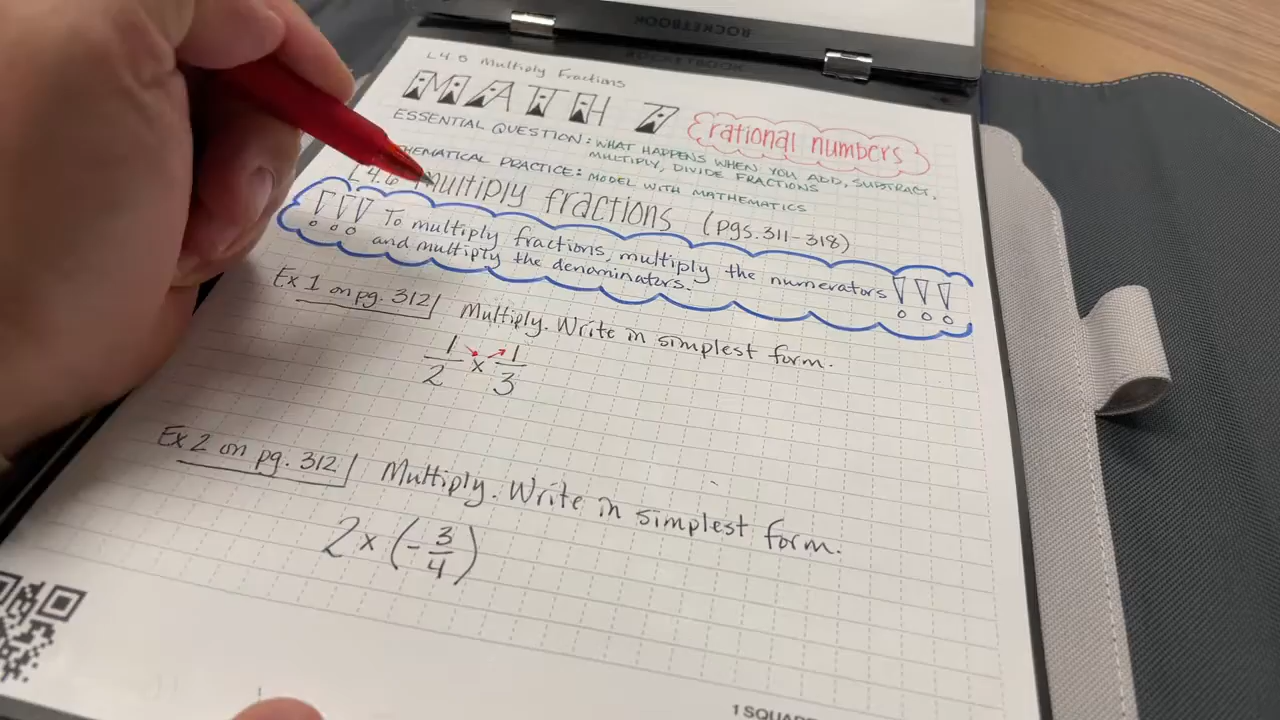 ROCKETBOOK
ROCKETBOOK
L4.6 Multiply Fractions
MATH 7 rational numbers
ESSENTIAL QUESTION: WHAT HAPPENS WHEN YOU ADD, SUBTRACT,
MULTIPLY, DIVIDE FRACTIONS
HEMATICAL PRACTICE: MODEL WITH MATHEMATICS
L4.6 Multiply fractions (pgs. 311-318)
To multiply fractions, multiply the numerators
and multiply the denominators.
Ex 1 on pg. 312 Multiply. Write in simplest form.
1/2 x 1/3
Ex 2 on pg. 312 Multiply. Write in simplest form.
2 x (-3/4)
1 SQUA